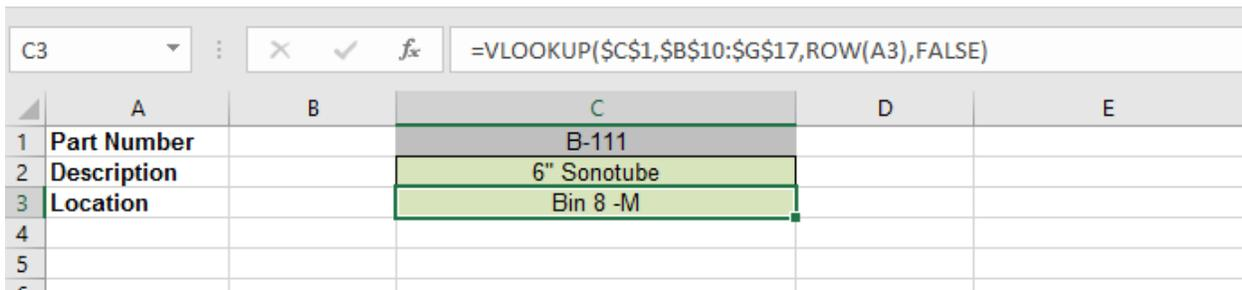 C3 fx =VLOOKUP($C$1,$B$10:$G$17,ROW(A3),FALSE)
A B C D E
1 Part Number B-111
2 Description 6" Sonotube
3 Location Bin 8 -M
4
5